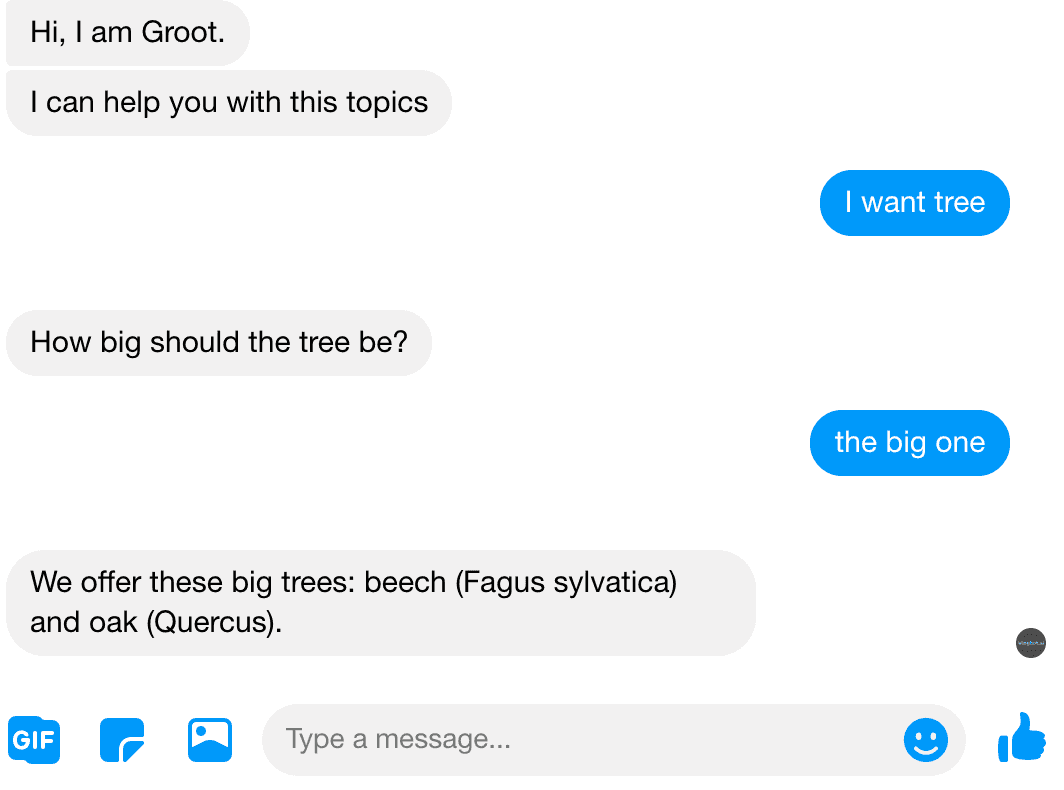 Hi, I am Groot.
I can help you with this topics
I want tree
How big should the tree be?
the big one
We offer these big trees: beech (Fagus sylvatica)
and oak (Quercus).
GIF
Type a message...